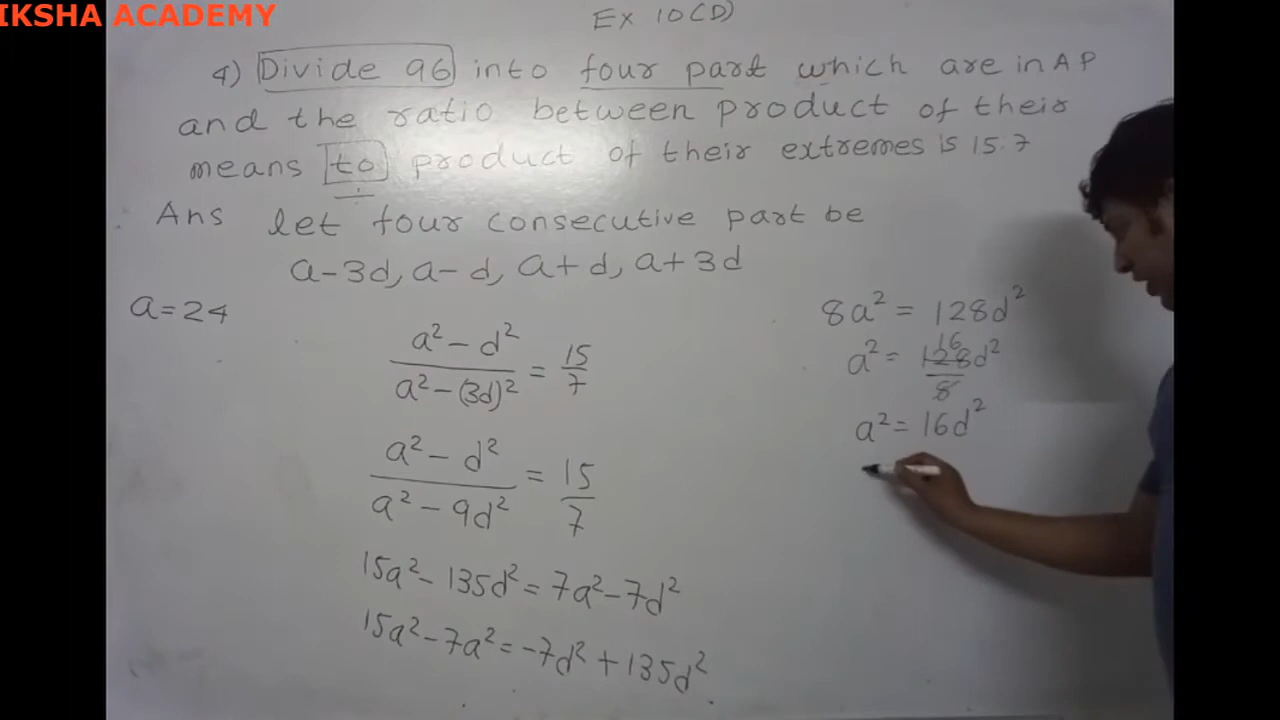 IKSHA ACADEMY
Ex 10(D)
4) Divide 96 into four part which are in AP
and the ratio between product of their
means to product of their extremes is 15:7
Ans let four consecutive part be
a-3d, a-d, a+d, a+3d
a=24
a²-d² / a²-(3d)² = 15/7
a²-d² / a²-9d² = 15/7
15a²-135d² = 7a²-7d²
15a²-7a² = -7d²+135d²
8a² = 128d²
16
a² = 128d² / 8
a² = 16d²